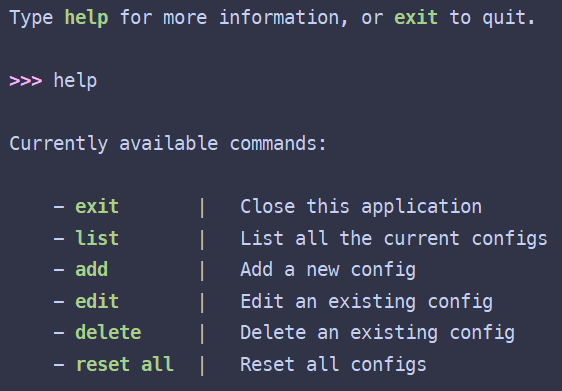 Type help for more information, or exit to quit.
>>> help
Currently available commands:
– exit | Close this application
– list | List all the current configs
– add | Add a new config
– edit | Edit an existing config
– delete | Delete an existing config
– reset all | Reset all configs